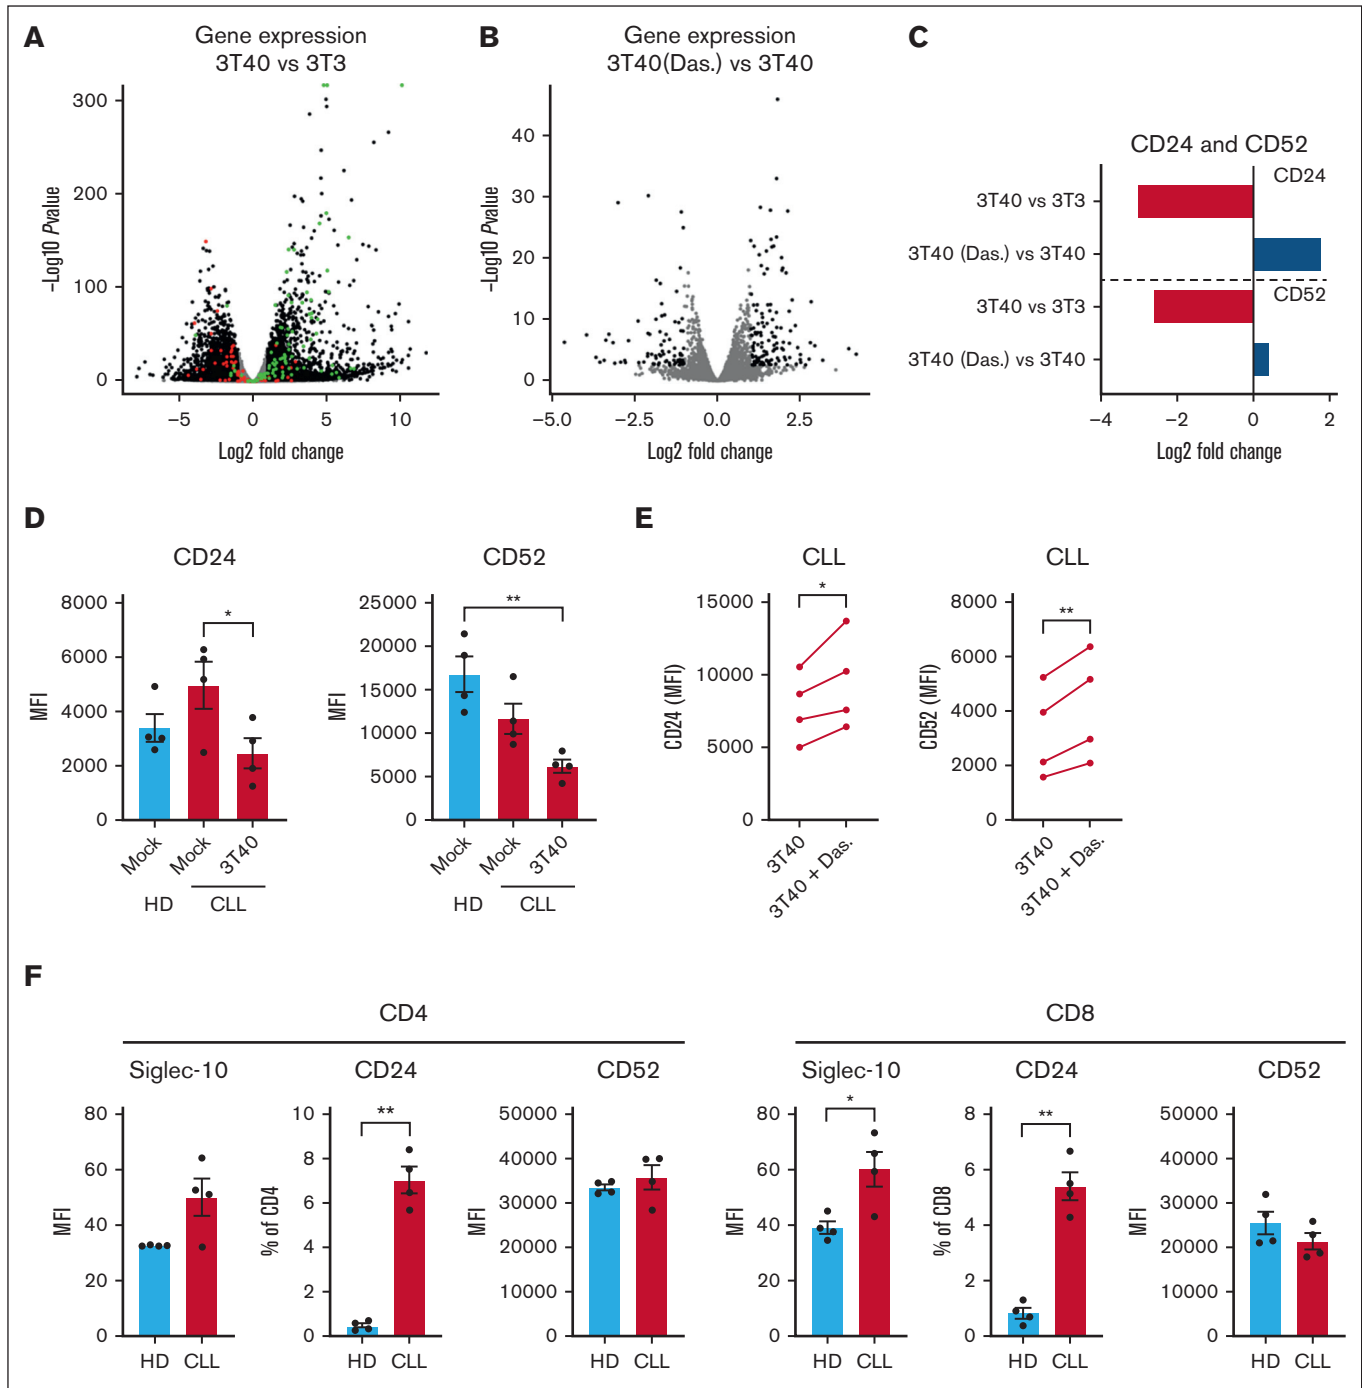 A
Gene expression
3T40 vs 3T3
–Log10 Pvalue
300
200
100
0
–5
0
5
10
Log2 fold change
B
Gene expression
3T40(Das.) vs 3T40
–Log10 Pvalue
40
30
20
10
0
–5.0
–2.5
0.0
2.5
Log2 fold change
C
CD24 and CD52
CD24
3T40 vs 3T3
3T40 (Das.) vs 3T40
CD52
3T40 vs 3T3
3T40 (Das.) vs 3T40
–4
–2
0
2
Log2 fold change
D
CD24
MFI
8000
6000
4000
2000
0
*
Mock
Mock
3T40
HD
CLL
CD52
MFI
25000
20000
15000
10000
5000
0
**
Mock
Mock
3T40
HD
CLL
E
CLL
CD24 (MFI)
15000
10000
5000
0
*
3T40
3T40 + Das.
CLL
CD52 (MFI)
8000
6000
4000
2000
0
**
3T40
3T40 + Das.
F
CD4
Siglec-10
MFI
80
60
40
20
0
HD CLL
CD24
% of CD4
10
8
6
4
2
0
**
HD CLL
CD52
MFI
50000
40000
30000
20000
10000
0
HD CLL
CD8
Siglec-10
MFI
80
60
40
20
0
*
HD CLL
CD24
% of CD8
8
6
4
2
0
**
HD CLL
CD52
MFI
50000
40000
30000
20000
10000
0
HD CLL